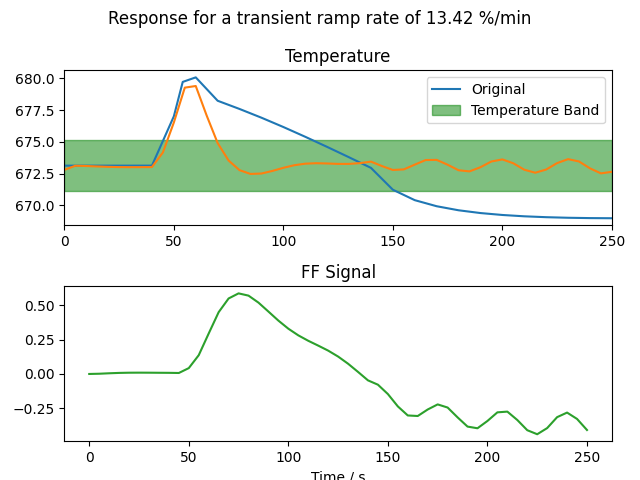 Response for a transient ramp rate of 13.42 %/min
Temperature
680.0
677.5
675.0
672.5
670.0
Original
Temperature Band
0 50 100 150 200 250
FF Signal
0.50
0.25
0.00
−0.25
0 50 100 150 200 250
Time / s